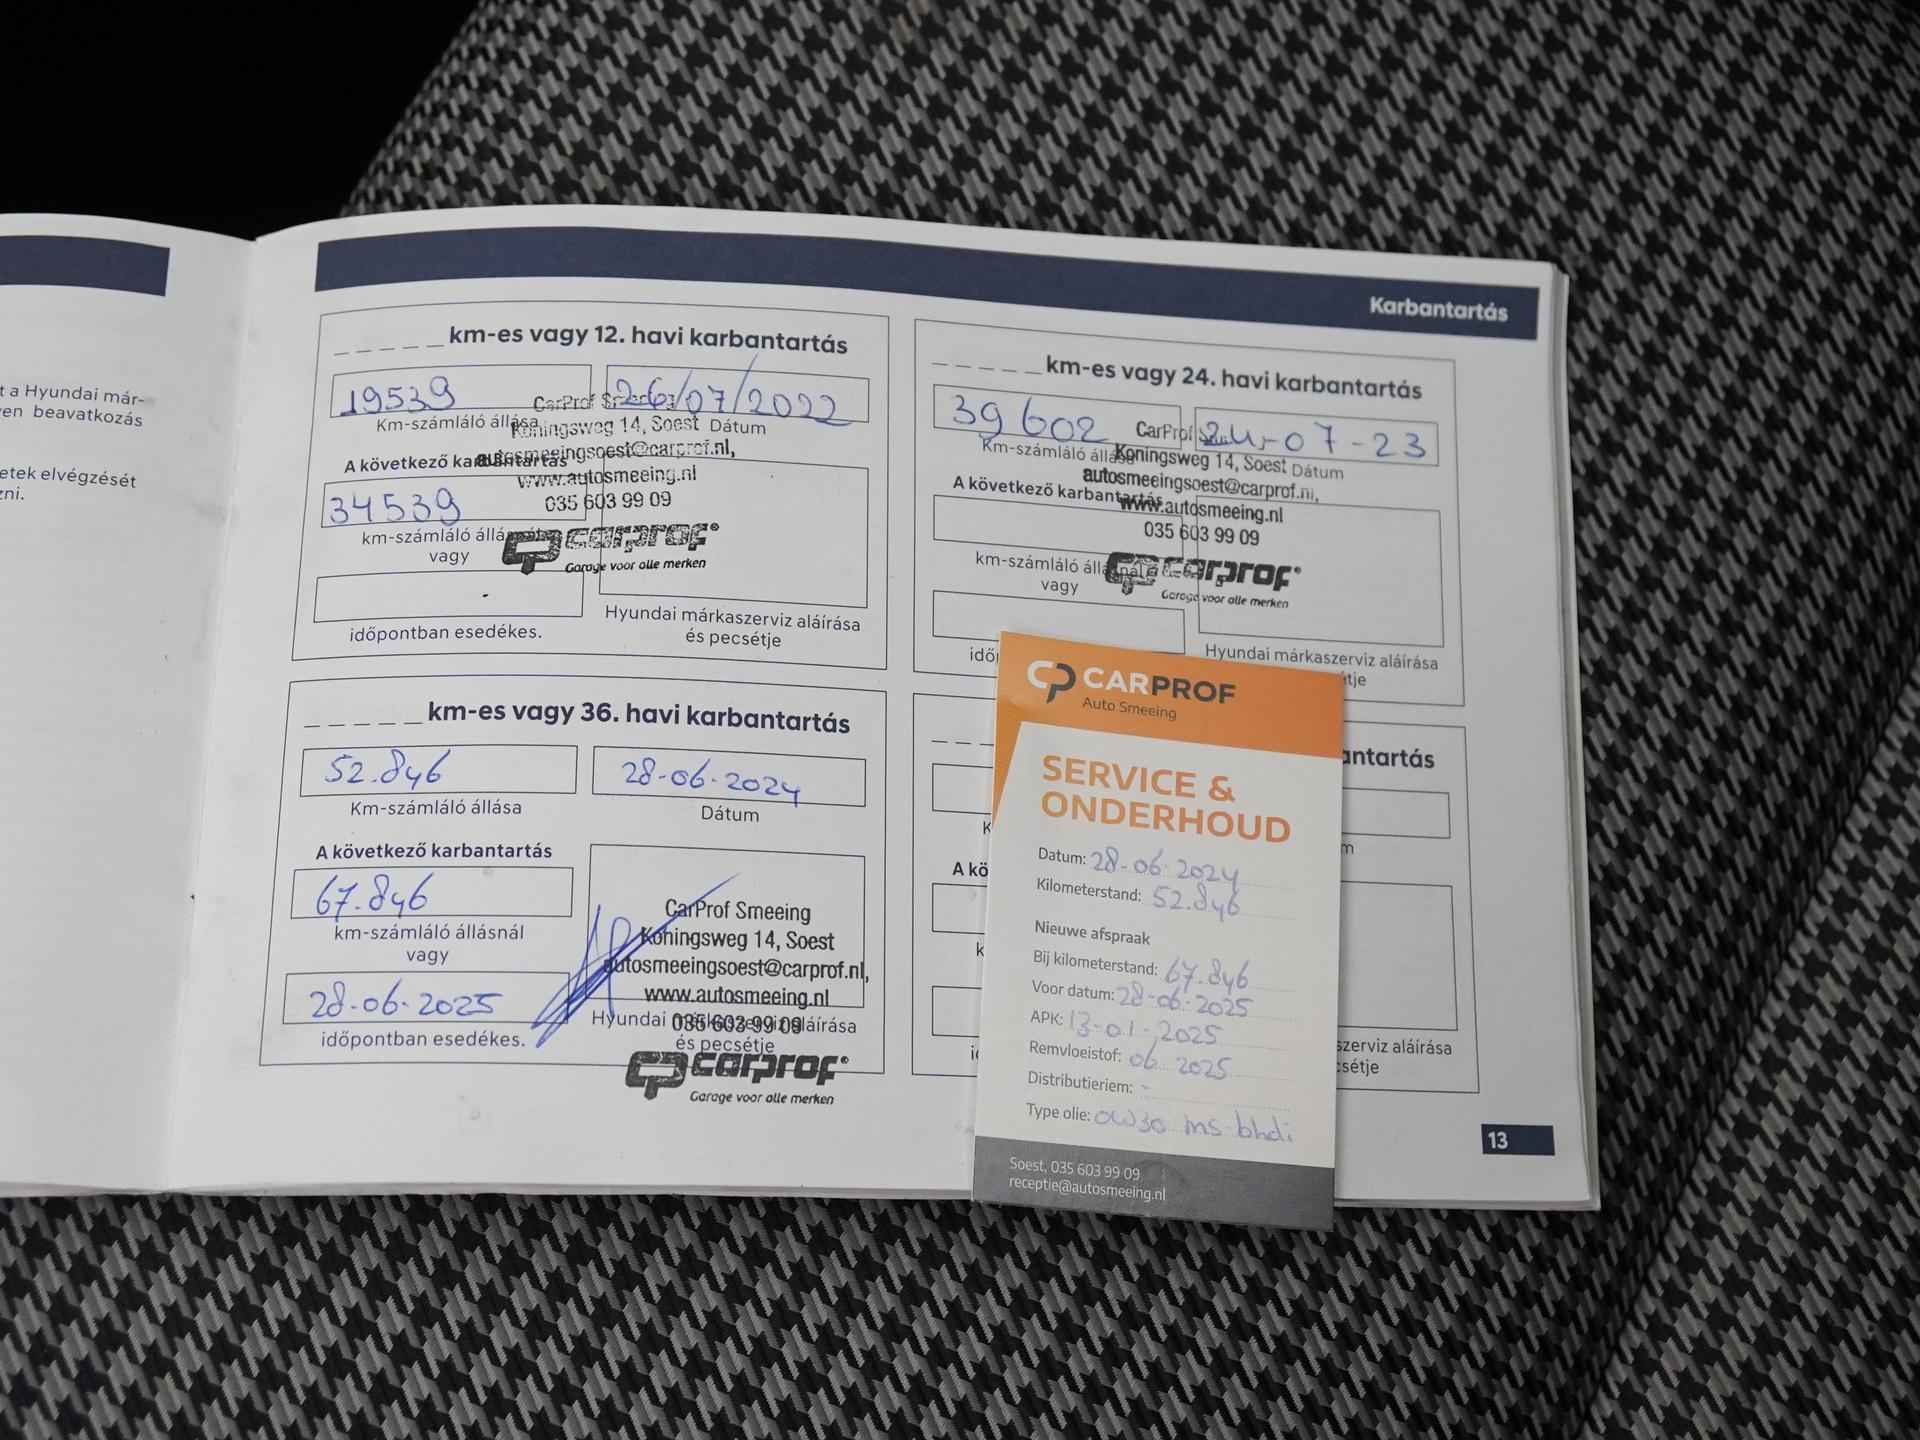 t a Hyundai már-
yen beavatkozás
etek elvégzését
zni.
Karbantartás
_ _ _ _ _ km-es vagy 12. havi karbantartás
19539
26/07/2022
Km-számláló állása
Dátum
CarProf
Koningsweg 14, Soest
autosmeeingsoest@carprof.nl,
www.autosmeeing.nl
035 603 99 09
carprof
Garage voor alle merken
A következő karbantartás
34539
km-számláló állásnál
vagy
időpontban esedékes.
Hyundai márkaszerviz aláírása
és pecsétje
_ _ _ _ _ km-es vagy 24. havi karbantartás
39602
24-07-23
Km-számláló állása
Dátum
CarProf
Koningsweg 14, Soest
autosmeeingsoest@carprof.nl,
www.autosmeeing.nl
035 603 99 09
carprof
Garage voor alle merken
A következő karbantartás
km-számláló állásnál
vagy
idő
Hyundai márkaszerviz aláírása
tje
_ _ _ _ _ km-es vagy 36. havi karbantartás
52.846
28-06-2024
Km-számláló állása
Dátum
A következő karbantartás
67.846
km-számláló állásnál
vagy
28-06-2025
időpontban esedékes.
CarProf Smeeing
Koningsweg 14, Soest
autosmeeingsoest@carprof.nl,
www.autosmeeing.nl
035 603 99 09
Hyundai márkaszerviz aláírása
és pecsétje
carprof
Garage voor alle merken
_ _ _
antartás
K
m
A kö
k
szerviz aláírása
csétje
CARPROF
Auto Smeeing
SERVICE &
ONDERHOUD
Datum: 28-06-2024
Kilometerstand: 52.846
Nieuwe afspraak
Bij kilometerstand: 67.846
Voor datum: 28-06-2025
APK: 13-01-2025
Remvloeistof: 06-2025
Distributieriem: -
Type olie: 0W30 ms-bhdi
Soest, 035 603 99 09
receptie@autosmeeing.nl
13